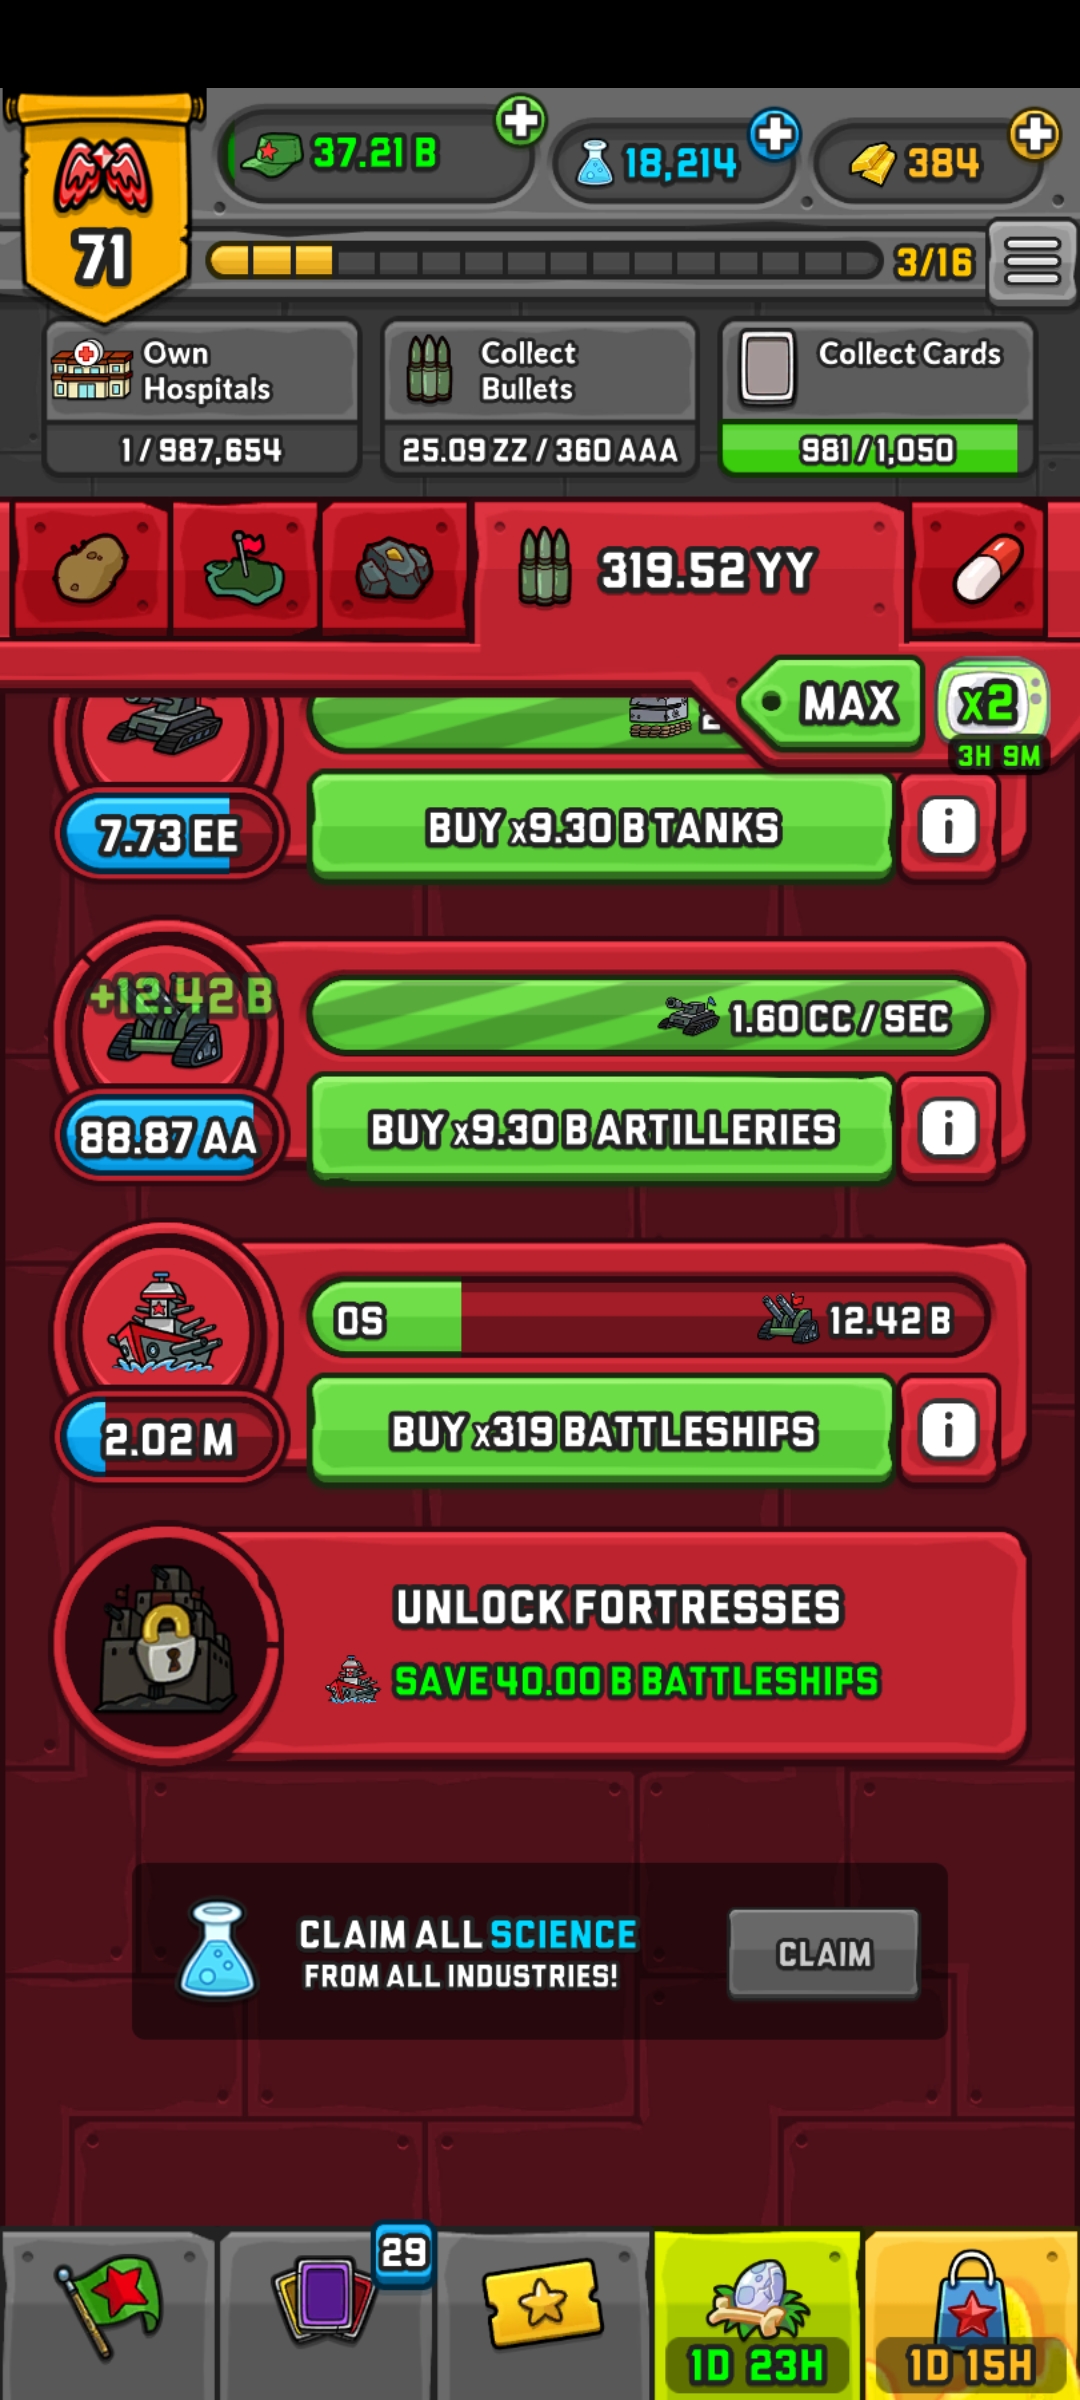 37.21 B
18,214
384
71
3/16
Own
Hospitals
Collect
Bullets
Collect Cards
1 / 987,654
25.09 ZZ / 360 AAA
981 / 1,050
319.52 YY
MAX
x2
3H 9M
7.73 EE
BUY x9.30 B TANKS
i
+12.42 B
1.60 CC / SEC
88.87 AA
BUY x9.30 B ARTILLERIES
i
0S
12.42 B
2.02 M
BUY x319 BATTLESHIPS
i
UNLOCK FORTRESSES
SAVE 40.00 B BATTLESHIPS
CLAIM ALL SCIENCE
FROM ALL INDUSTRIES!
CLAIM
29
1D 23H
1D 15H